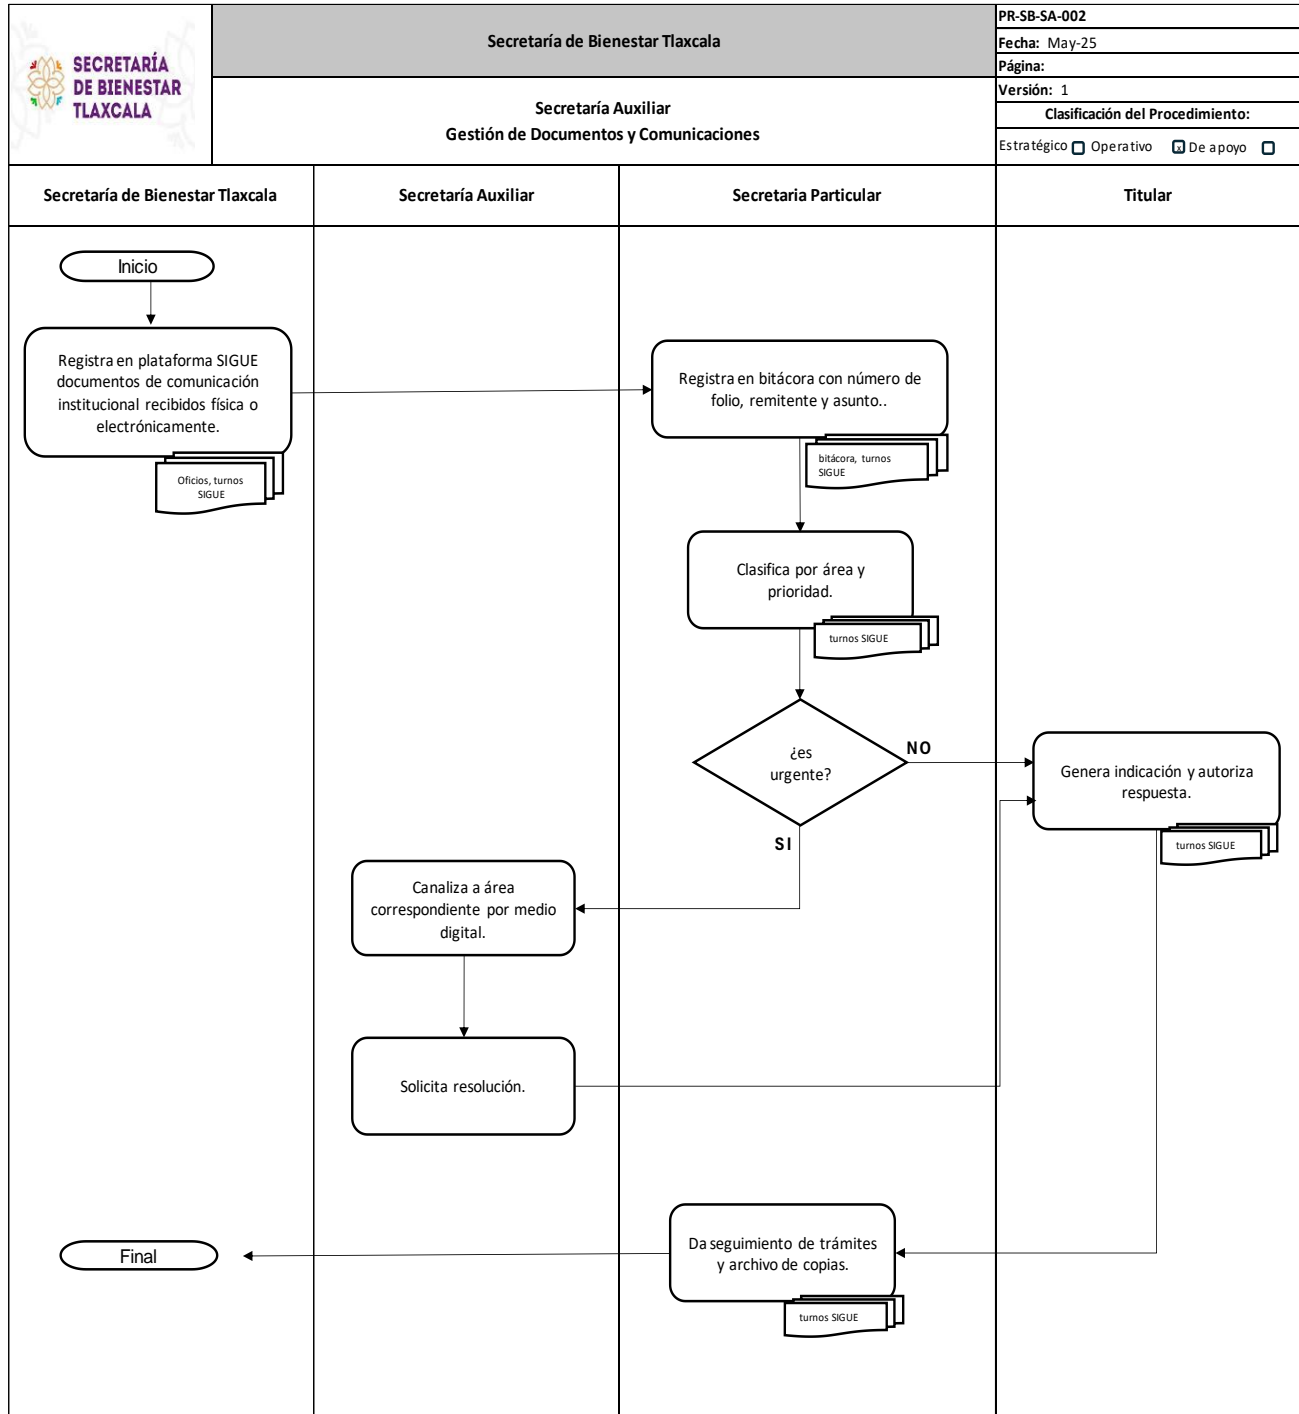 SECRETARÍA
DE BIENESTAR
TLAXCALA
Secretaría de Bienestar Tlaxcala
Secretaría Auxiliar
Gestión de Documentos y Comunicaciones
PR-SB-SA-002
Fecha: May-25
Página:
Versión: 1
Clasificación del Procedimiento:
Estratégico Operativo x De apoyo
Secretaría de Bienestar Tlaxcala
Secretaría Auxiliar
Secretaria Particular
Titular
Inicio
Registra en plataforma SIGUE
documentos de comunicación
institucional recibidos física o
electrónicamente.
Oficios, turnos
SIGUE
Registra en bitácora con número de
folio, remitente y asunto..
bitácora, turnos
SIGUE
Clasifica por área y
prioridad.
turnos SIGUE
¿es
urgente?
NO
SI
Genera indicación y autoriza
respuesta.
turnos SIGUE
Canaliza a área
correspondiente por medio
digital.
Solicita resolución.
Da seguimiento de trámites
y archivo de copias.
turnos SIGUE
Final